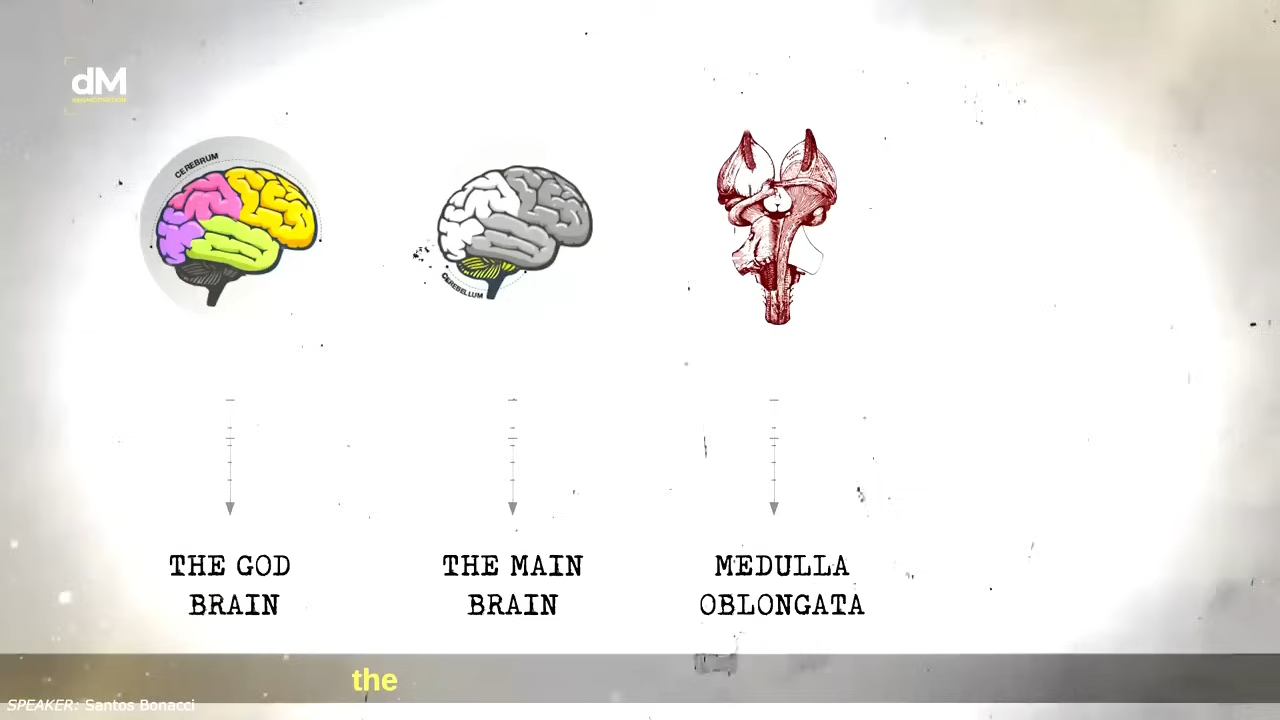 dM
CEREBRUM
CEREBELLUM
THE GOD
BRAIN
THE MAIN
BRAIN
MEDULLA
OBLONGATA
the
SPEAKER: Santos Bonacci